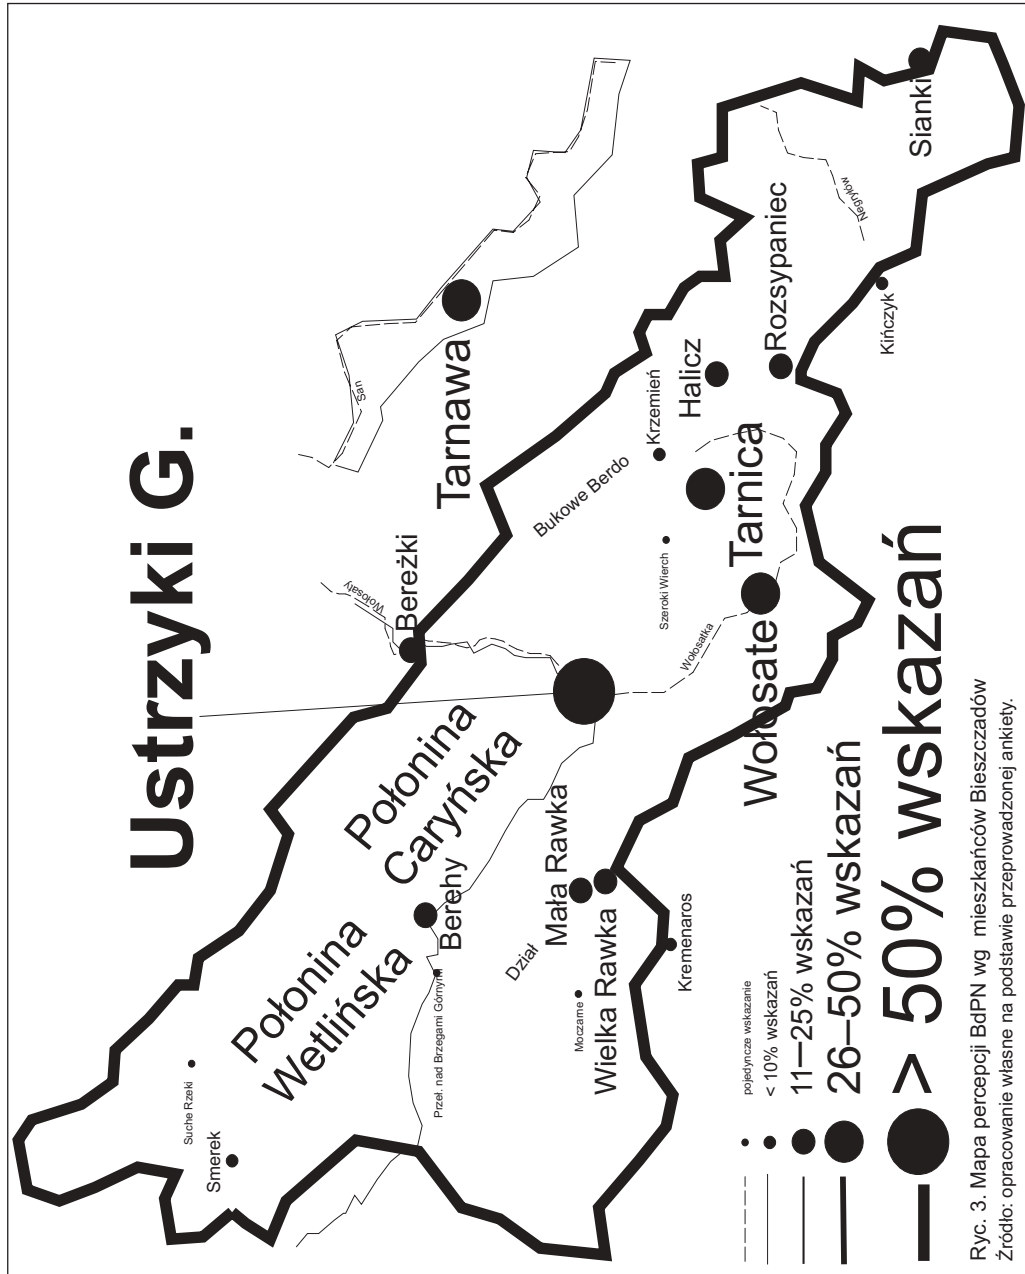 Ustrzyki G.
Sianki
Negryłów
Rozsypaniec
Kińczyk
San
Tarnawa
Halicz
Krzemień
Bukowe Berdo
Tarnica
Szeroki Wierch
Wołosaty
Bereżki
Wołosatka
Wołosate
Połonina
Caryńska
Mała Rawka
Berehy
Połonina
Wetlińska
Dział
Wielka Rawka
Kremenaros
Moczarne
Przeł. nad Brzegami Górnymi
Suche Rzeki
Smerek
pojedyncze wskazanie
< 10% wskazań
11–25% wskazań
26–50% wskazań
> 50% wskazań
Ryc. 3. Mapa percepcji BdPN wg mieszkańców Bieszczadów
Źródło: opracowanie własne na podstawie przeprowadzonej ankiety.